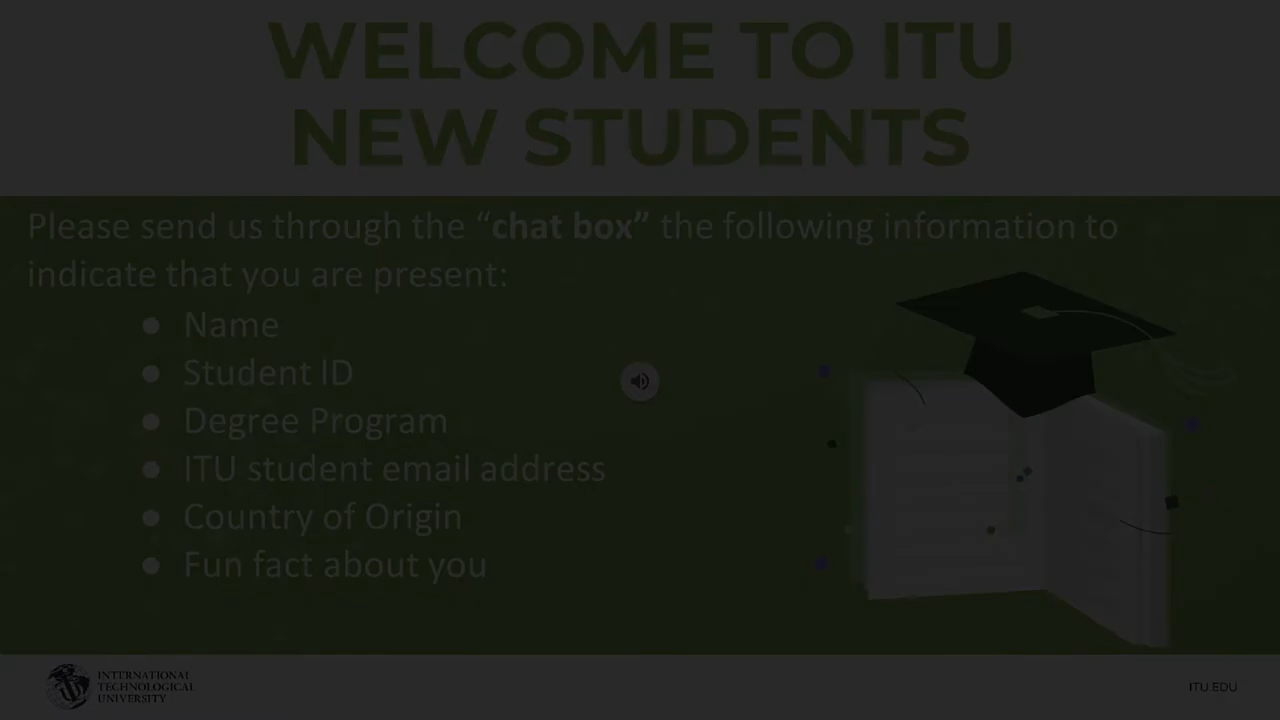 WELCOME TO ITU
NEW STUDENTS
Please send us through the “chat box” the following information to
indicate that you are present:
● Name
● Student ID
● Degree Program
● ITU student email address
● Country of Origin
● Fun fact about you
INTERNATIONAL
TECHNOLOGICAL
UNIVERSITY
ITU.EDU